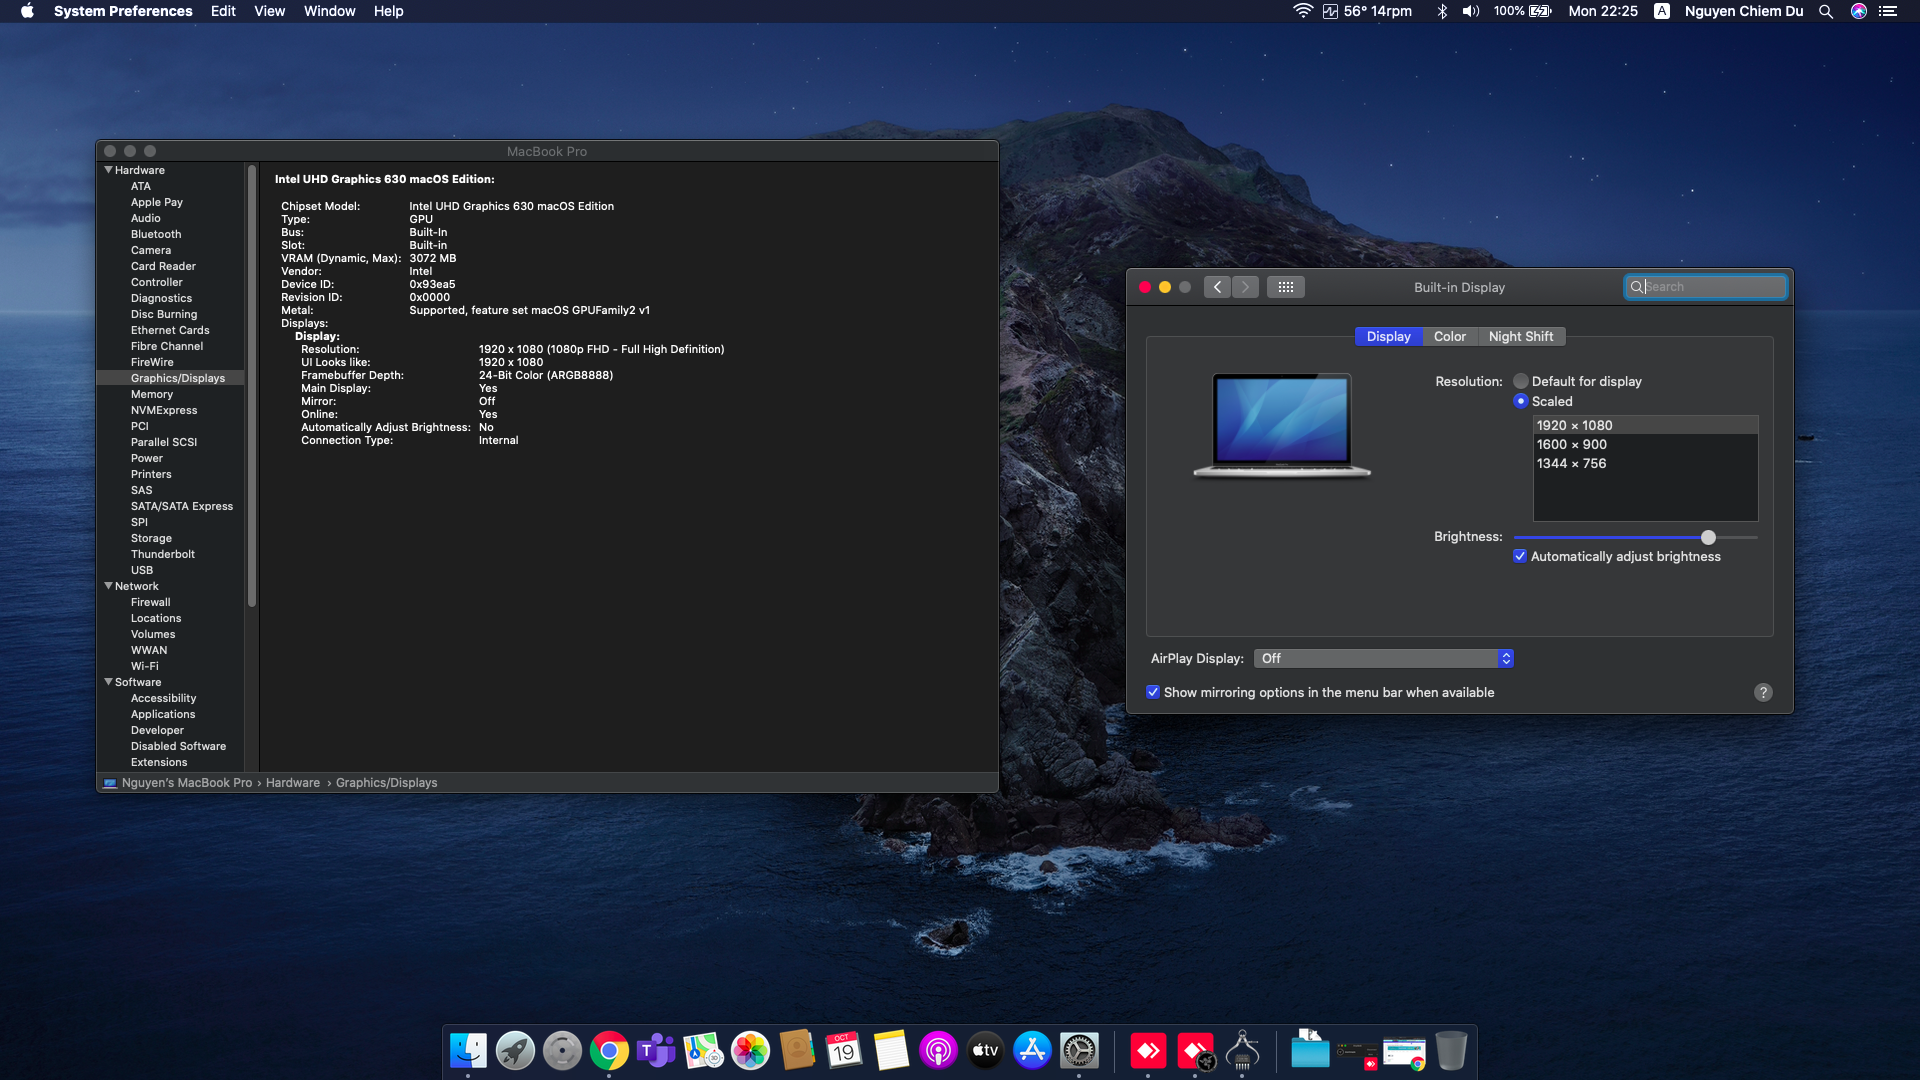 System Preferences Edit View Window Help
56° 14rpm 100% Mon 22:25 A Nguyen Chiem Du
MacBook Pro
Hardware
ATA
Apple Pay
Audio
Bluetooth
Camera
Card Reader
Controller
Diagnostics
Disc Burning
Ethernet Cards
Fibre Channel
FireWire
Graphics/Displays
Memory
NVMExpress
PCI
Parallel SCSI
Power
Printers
SAS
SATA/SATA Express
SPI
Storage
Thunderbolt
USB
Network
Firewall
Locations
Volumes
WWAN
Wi-Fi
Software
Accessibility
Applications
Developer
Disabled Software
Extensions
Intel UHD Graphics 630 macOS Edition:
Chipset Model: Intel UHD Graphics 630 macOS Edition
Type: GPU
Bus: Built-In
Slot: Built-in
VRAM (Dynamic, Max): 3072 MB
Vendor: Intel
Device ID: 0x93ea5
Revision ID: 0x0000
Metal: Supported, feature set macOS GPUFamily2 v1
Displays:
Display:
Resolution: 1920 x 1080 (1080p FHD - Full High Definition)
UI Looks like: 1920 x 1080
Framebuffer Depth: 24-Bit Color (ARGB8888)
Main Display: Yes
Mirror: Off
Online: Yes
Automatically Adjust Brightness: No
Connection Type: Internal
Nguyen's MacBook Pro › Hardware › Graphics/Displays
Built-in Display
Search
Display Color Night Shift
Resolution: Default for display
Scaled
1920 × 1080
1600 × 900
1344 × 756
Brightness:
Automatically adjust brightness
AirPlay Display: Off
Show mirroring options in the menu bar when available
?
OCT
19
tv